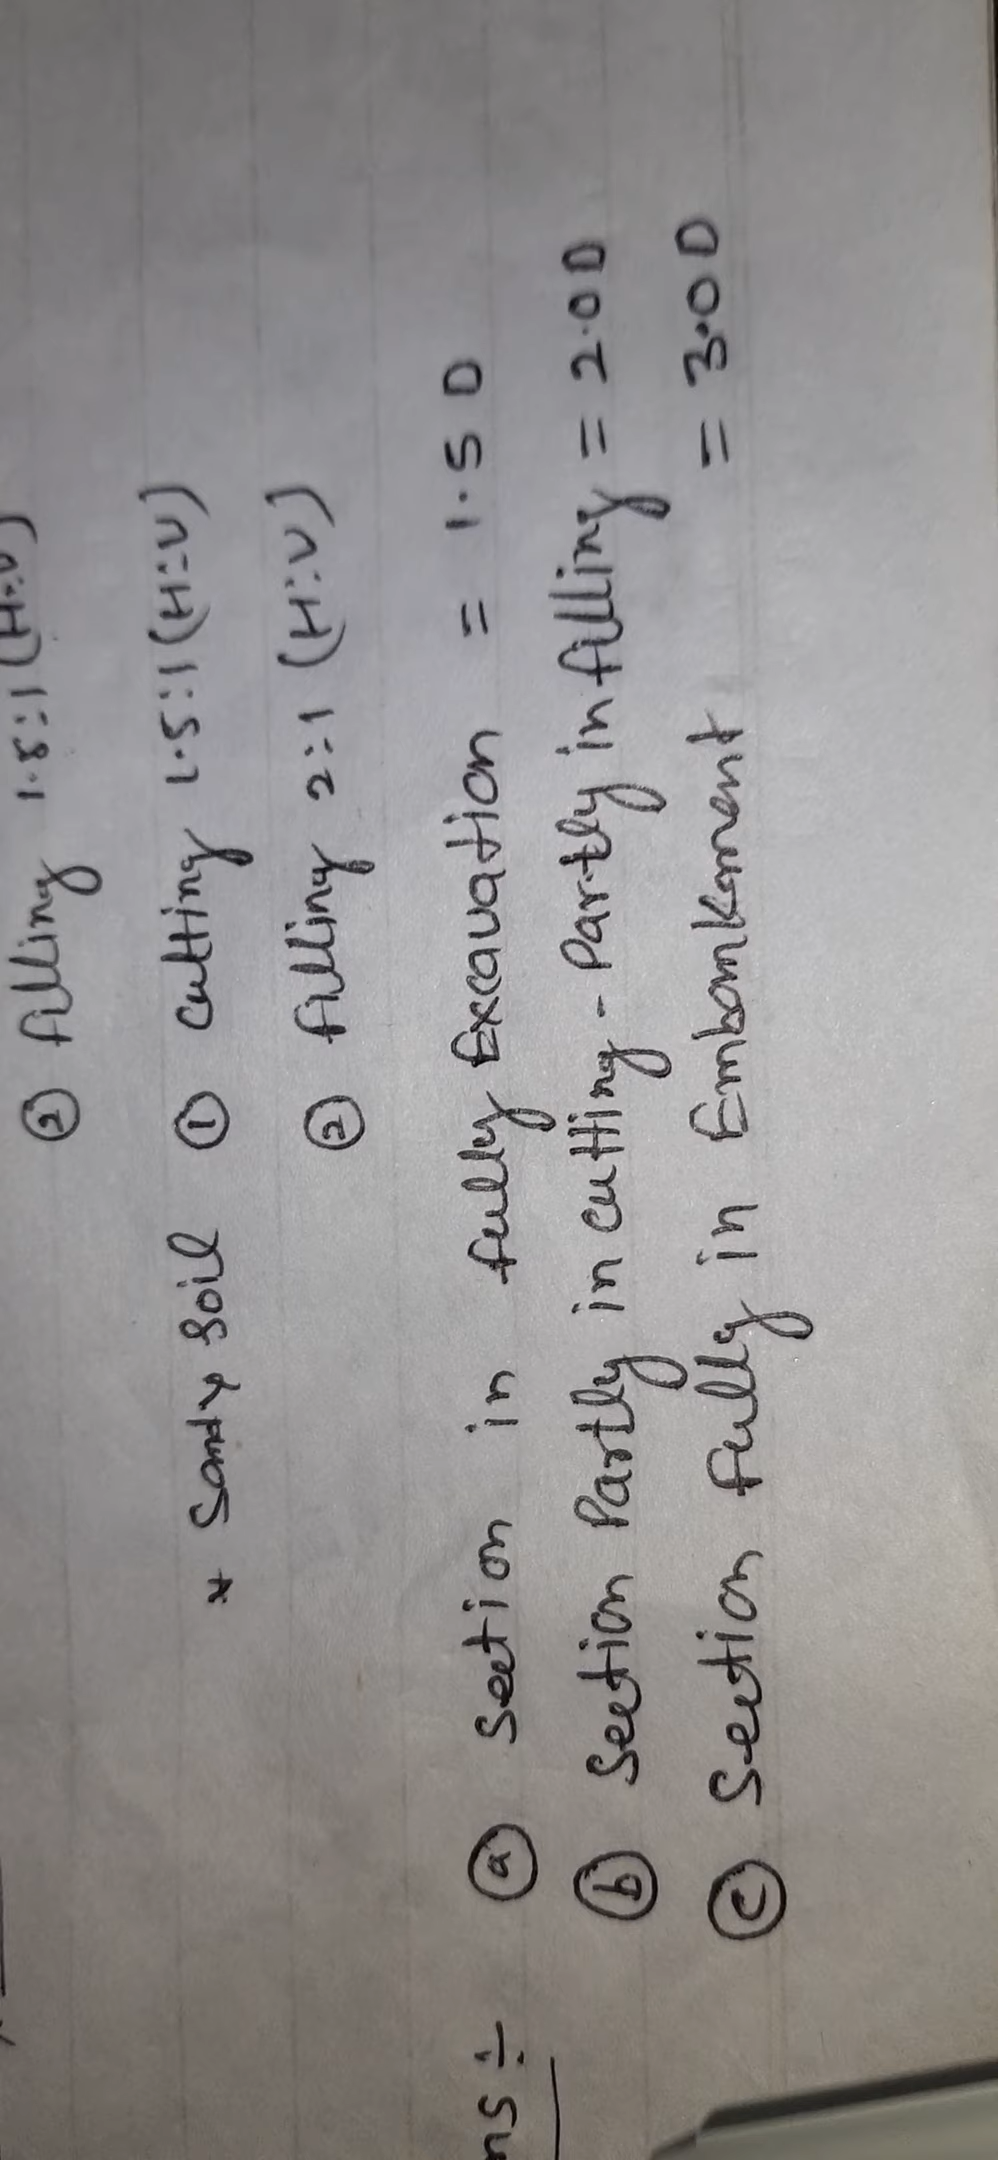 ② filling 1.5:1 (H:V)
* Sandy soil ① cutting 1.5:1 (H:V)
② filling 2:1 (H:V)
ns ÷ ⓐ Section in fully Excavation = 1.5 D
ⓑ Section Partly in cutting - Partly in filling = 2.0 D
ⓒ Section fully in Embankment = 3.0 D